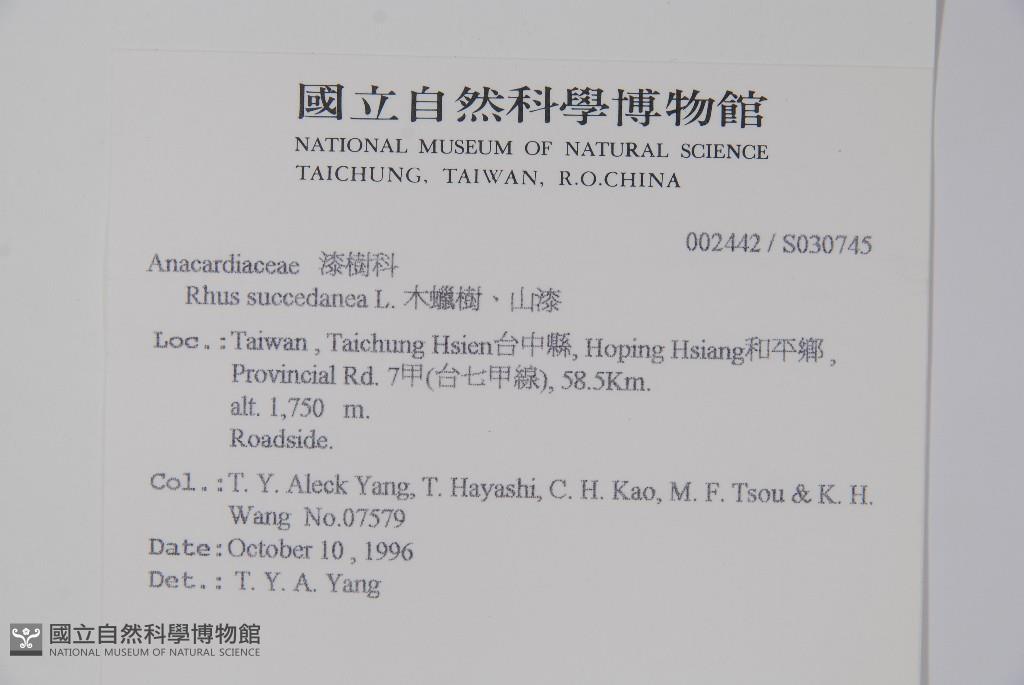 國立自然科學博物館
NATIONAL MUSEUM OF NATURAL SCIENCE
TAICHUNG, TAIWAN, R.O.CHINA
002442 / S030745
Anacardiaceae 漆樹科
Rhus succedanea L. 木蠟樹、山漆
Loc.:Taiwan , Taichung Hsien台中縣, Hoping Hsiang和平鄉 ,
Provincial Rd. 7甲(台七甲線), 58.5Km.
alt. 1,750 m.
Roadside.
Col.:T. Y. Aleck Yang, T. Hayashi, C. H. Kao, M. F. Tsou & K. H.
Wang No.07579
Date:October 10 , 1996
Det.: T. Y. A. Yang
國立自然科學博物館
NATIONAL MUSEUM OF NATURAL SCIENCE